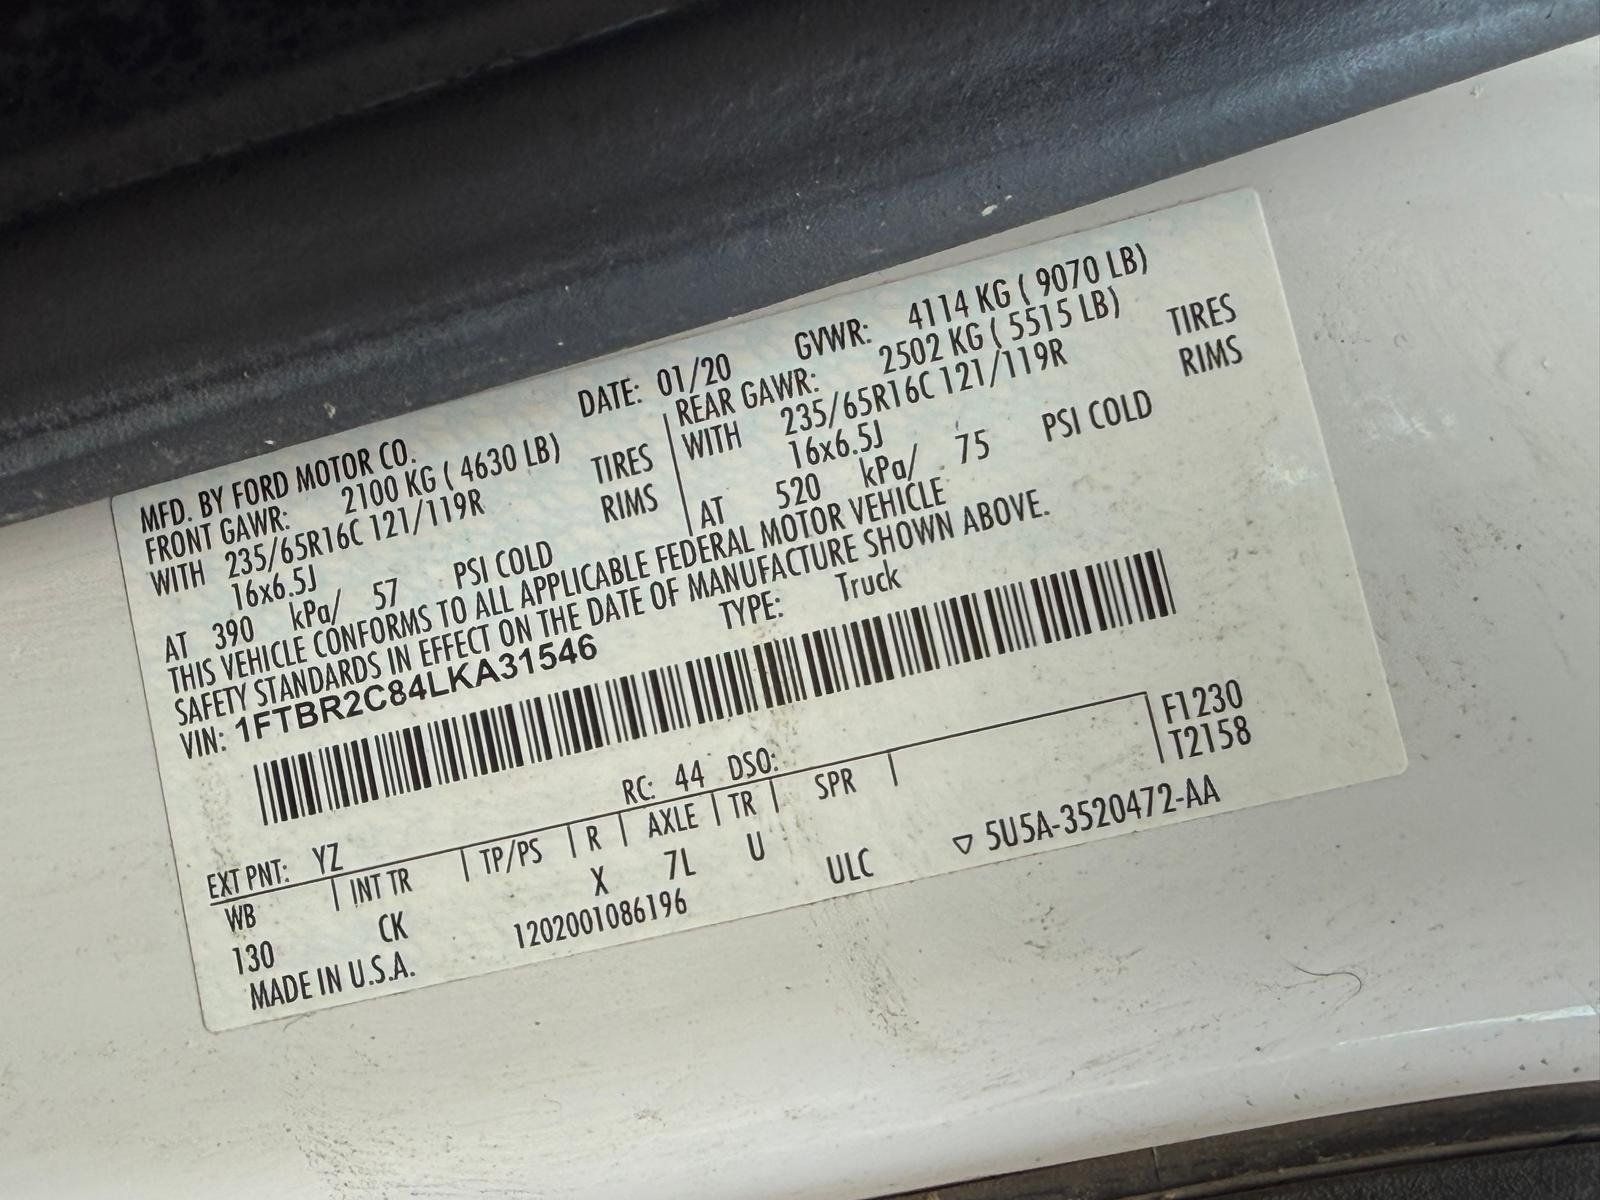 MFD. BY FORD MOTOR CO. DATE: 01/20 GVWR: 4114 KG ( 9070 LB)
FRONT GAWR: 2100 KG ( 4630 LB) REAR GAWR: 2502 KG ( 5515 LB)
WITH 235/65R16C 121/119R TIRES WITH 235/65R16C 121/119R TIRES
16x6.5J RIMS 16x6.5J RIMS
AT 390 kPa/ 57 PSI COLD AT 520 kPa/ 75 PSI COLD
THIS VEHICLE CONFORMS TO ALL APPLICABLE FEDERAL MOTOR VEHICLE
SAFETY STANDARDS IN EFFECT ON THE DATE OF MANUFACTURE SHOWN ABOVE.
VIN: 1FTBR2C84LKA31546 TYPE: Truck
EXT PNT: YZ RC: 44 DSO:
WB INT TR TP/PS R AXLE TR SPR F1230
130 CK X 7L U T2158
MADE IN U.S.A. 1202001086196 ULC ▽ 5U5A-3520472-AA